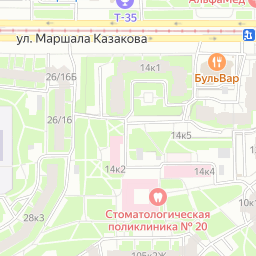 АльфаМед
Т-35
ул. Маршала Казакова
26/16Б
14к1
БульВар
26/16
14к5
14к2
14к4
Стоматологическая
поликлиника № 20
28к3
105к2Ж